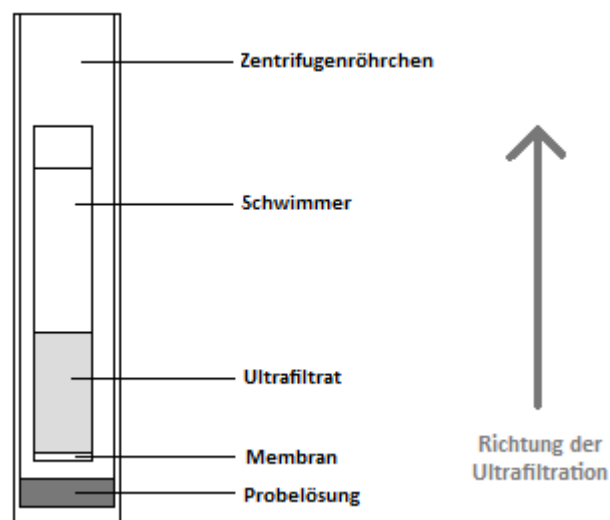 Zentrifugenröhrchen
Schwimmer
Ultrafiltrat
Membran
Probelösung
Richtung der
Ultrafiltration